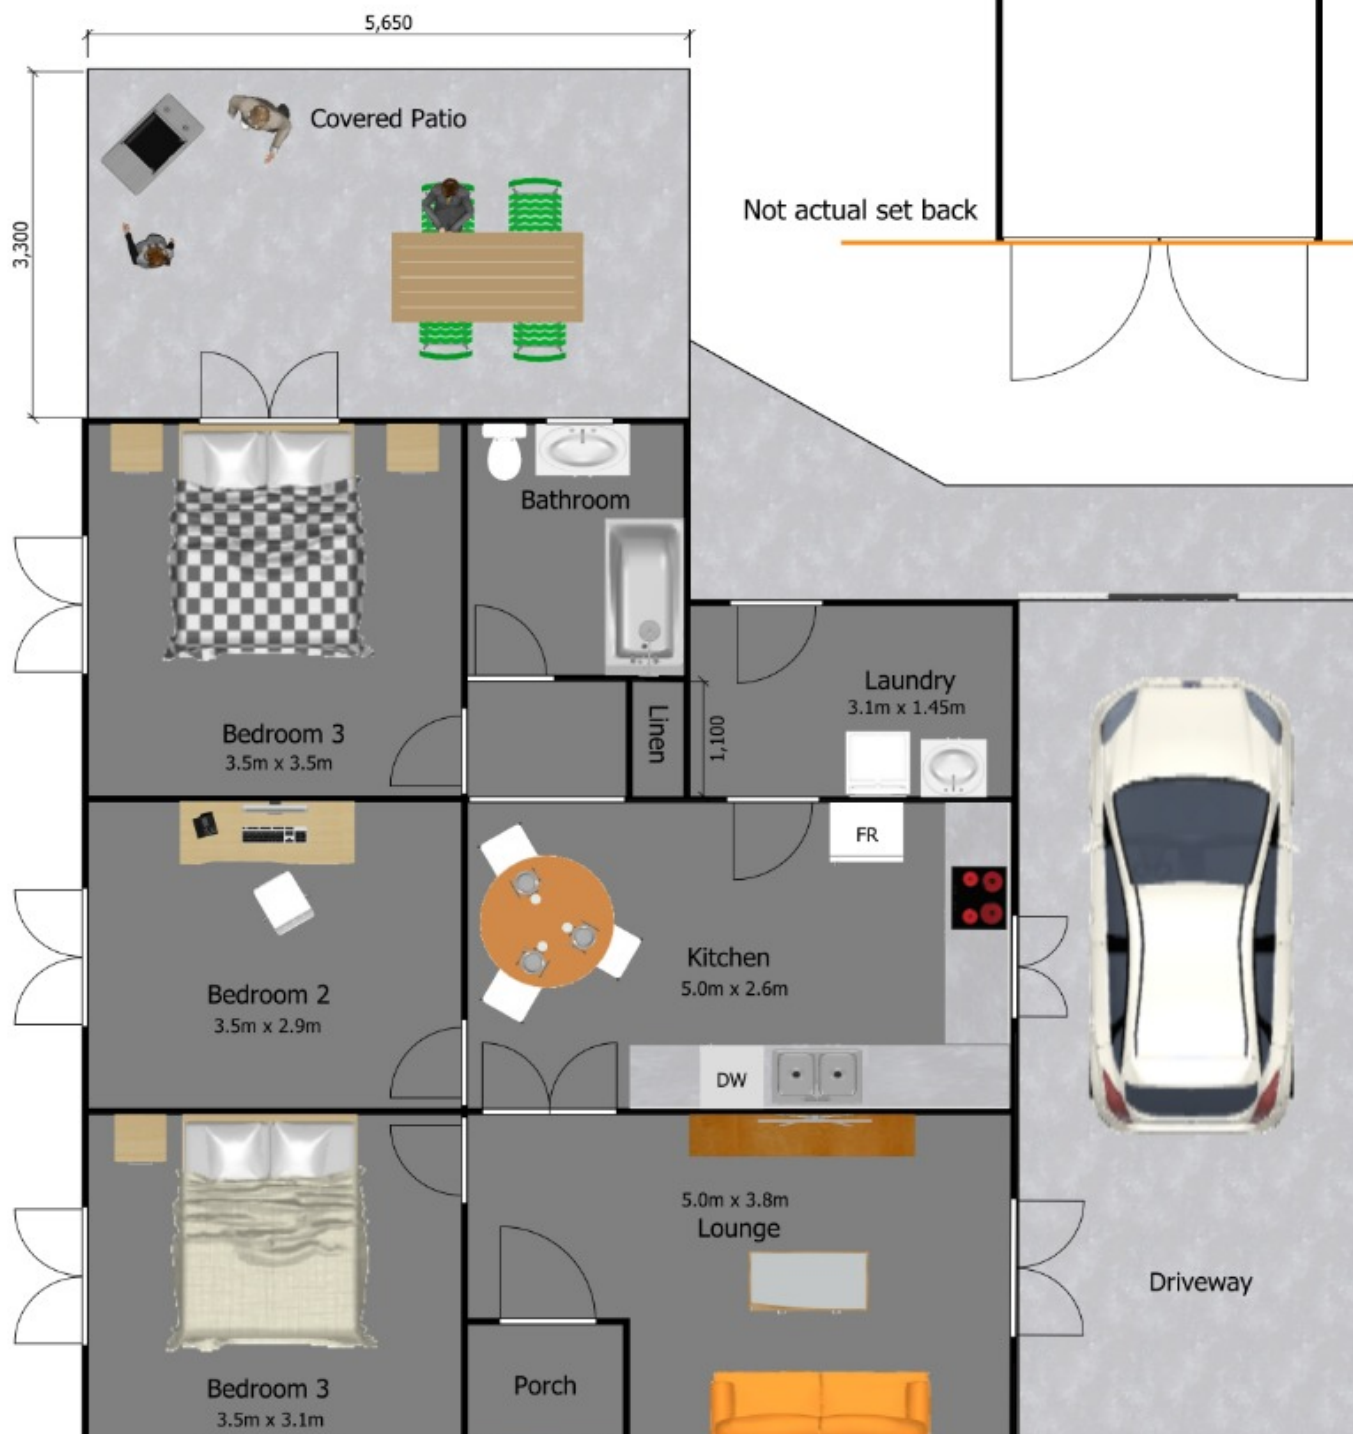 5,650
Covered Patio
3,300
Not actual set back
Bathroom
Laundry
3.1m x 1.45m
Linen
1,100
Bedroom 3
3.5m x 3.5m
FR
Kitchen
5.0m x 2.6m
Bedroom 2
3.5m x 2.9m
DW
5.0m x 3.8m
Lounge
Driveway
Porch
Bedroom 3
3.5m x 3.1m